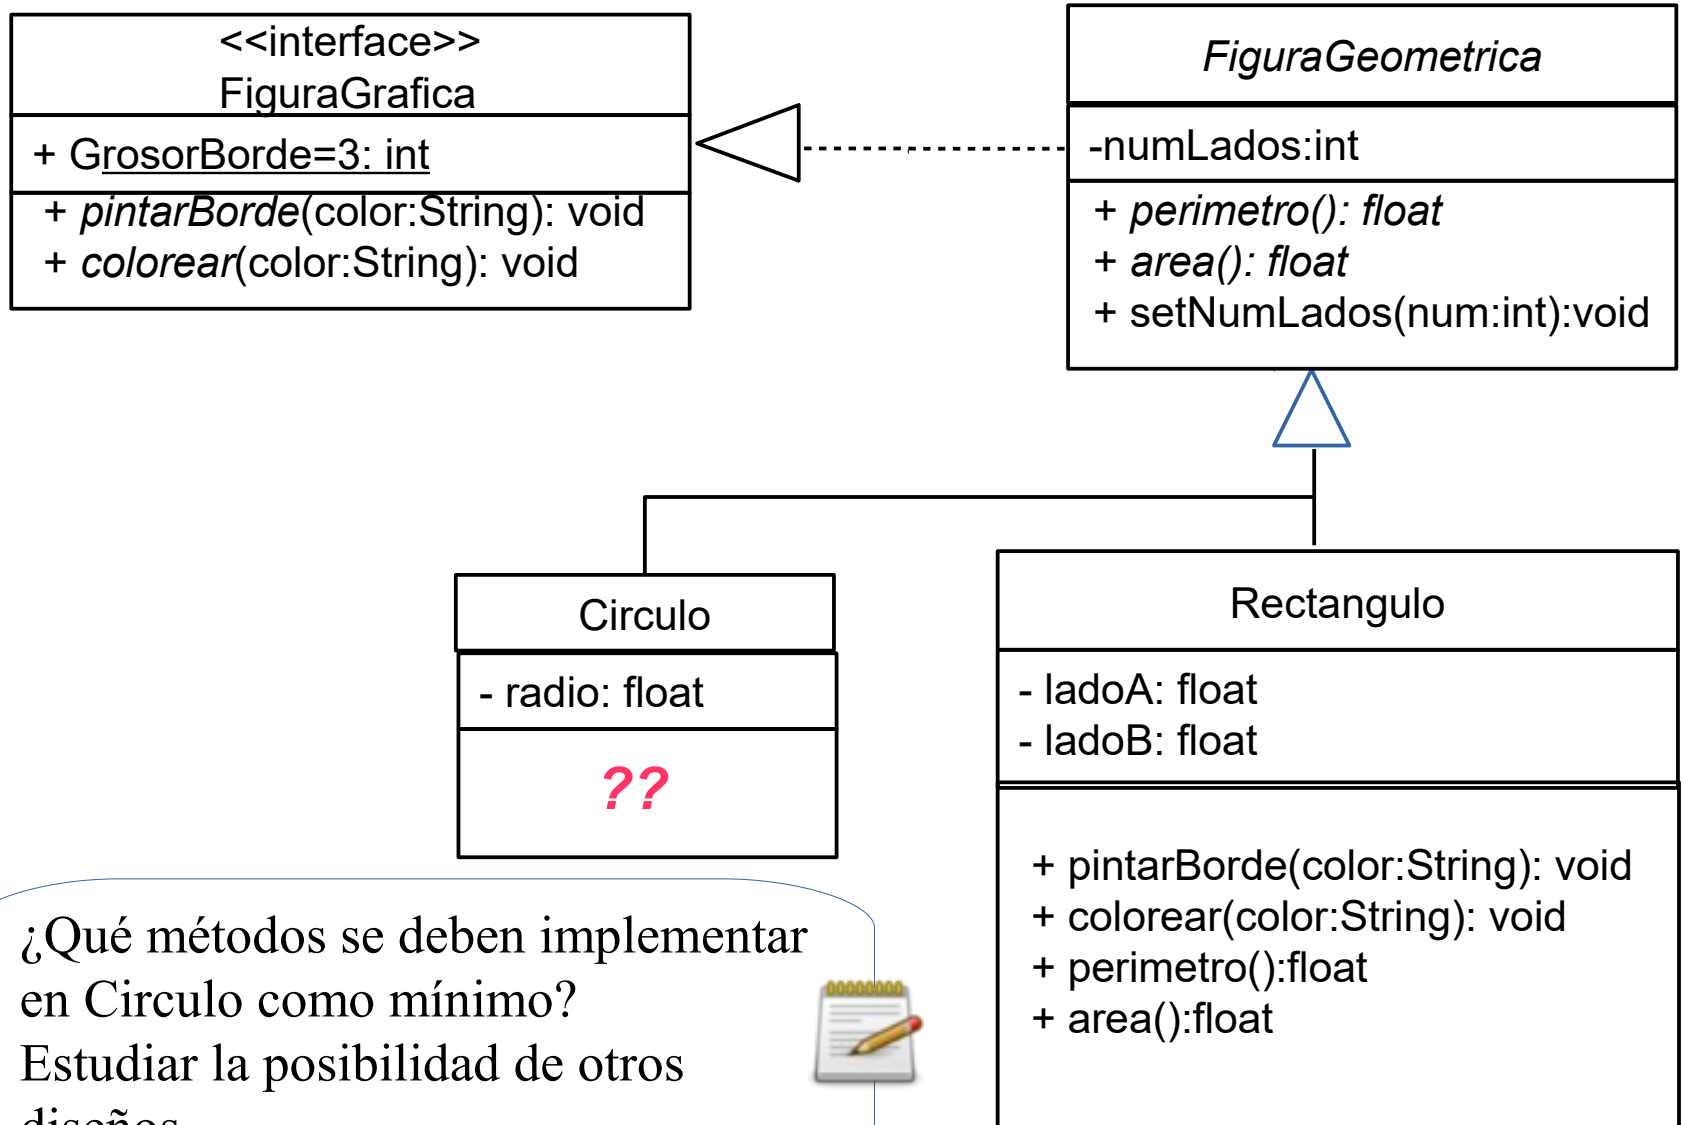 <<interface>>
FiguraGrafica
+ GrosorBorde=3: int
+ pintarBorde(color:String): void
+ colorear(color:String): void
FiguraGeometrica
-numLados:int
+ perimetro(): float
+ area(): float
+ setNumLados(num:int):void
Circulo
- radio: float
??
Rectangulo
- ladoA: float
- ladoB: float
+ pintarBorde(color:String): void
+ colorear(color:String): void
+ perimetro():float
+ area():float
¿Qué métodos se deben implementar
en Circulo como mínimo?
Estudiar la posibilidad de otros
diseños